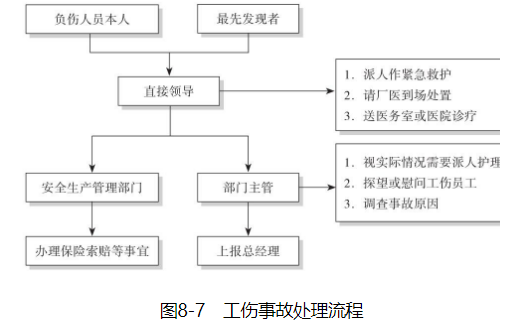 负伤人员本人
最先发现者
直接领导
1．派人作紧急救护
2．请厂医到场处置
3．送医务室或医院诊疗
安全生产管理部门
部门主管
1．视实际情况需要派人护理
2．探望或慰问工伤员工
3．调查事故原因
办理保险索赔等事宜
上报总经理
图8-7　工伤事故处理流程